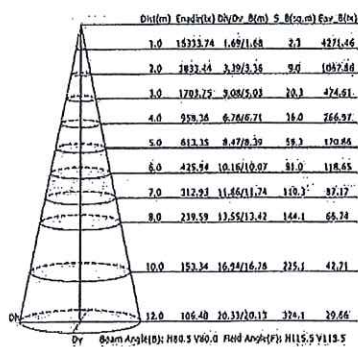 Dist(m) Enadir(lx) Dh/Dv_B(m) S_B(sq.m) Eav_B(lx)
1.0 15333.74 1.69/1.68 2.3 4271.46
2.0 3833.44 3.39/3.36 9.0 1067.86
3.0 1703.75 5.08/5.03 20.3 474.61
4.0 958.36 6.78/6.71 36.0 266.97
5.0 613.35 8.47/8.39 56.3 170.86
6.0 425.94 10.16/10.07 81.0 118.65
7.0 312.93 11.86/11.74 110.3 87.17
8.0 239.59 13.55/13.42 144.1 66.74
10.0 153.34 16.94/16.78 225.1 42.71
12.0 106.48 20.33/20.13 324.1 29.66
Dh
Dv Beam Angle(B): H80.5 V80.0 Field Angle(F): H115.5 V113.5